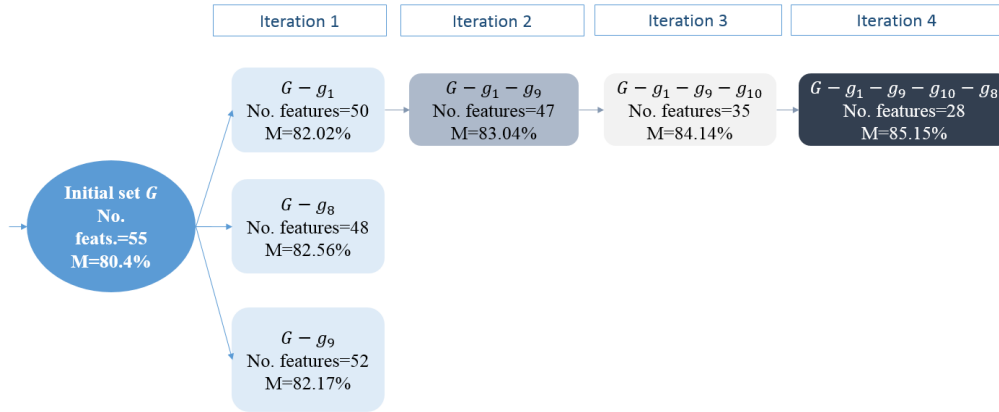 Iteration 1
Iteration 2
Iteration 3
Iteration 4
Initial set G
No.
feats.=55
M=80.4%
G − g₁
No. features=50
M=82.02%
G − g₁ − g₉
No. features=47
M=83.04%
G − g₁ − g₉ − g₁₀
No. features=35
M=84.14%
G − g₁ − g₉ − g₁₀ − g₈
No. features=28
M=85.15%
G − g₈
No. features=48
M=82.56%
G − g₉
No. features=52
M=82.17%